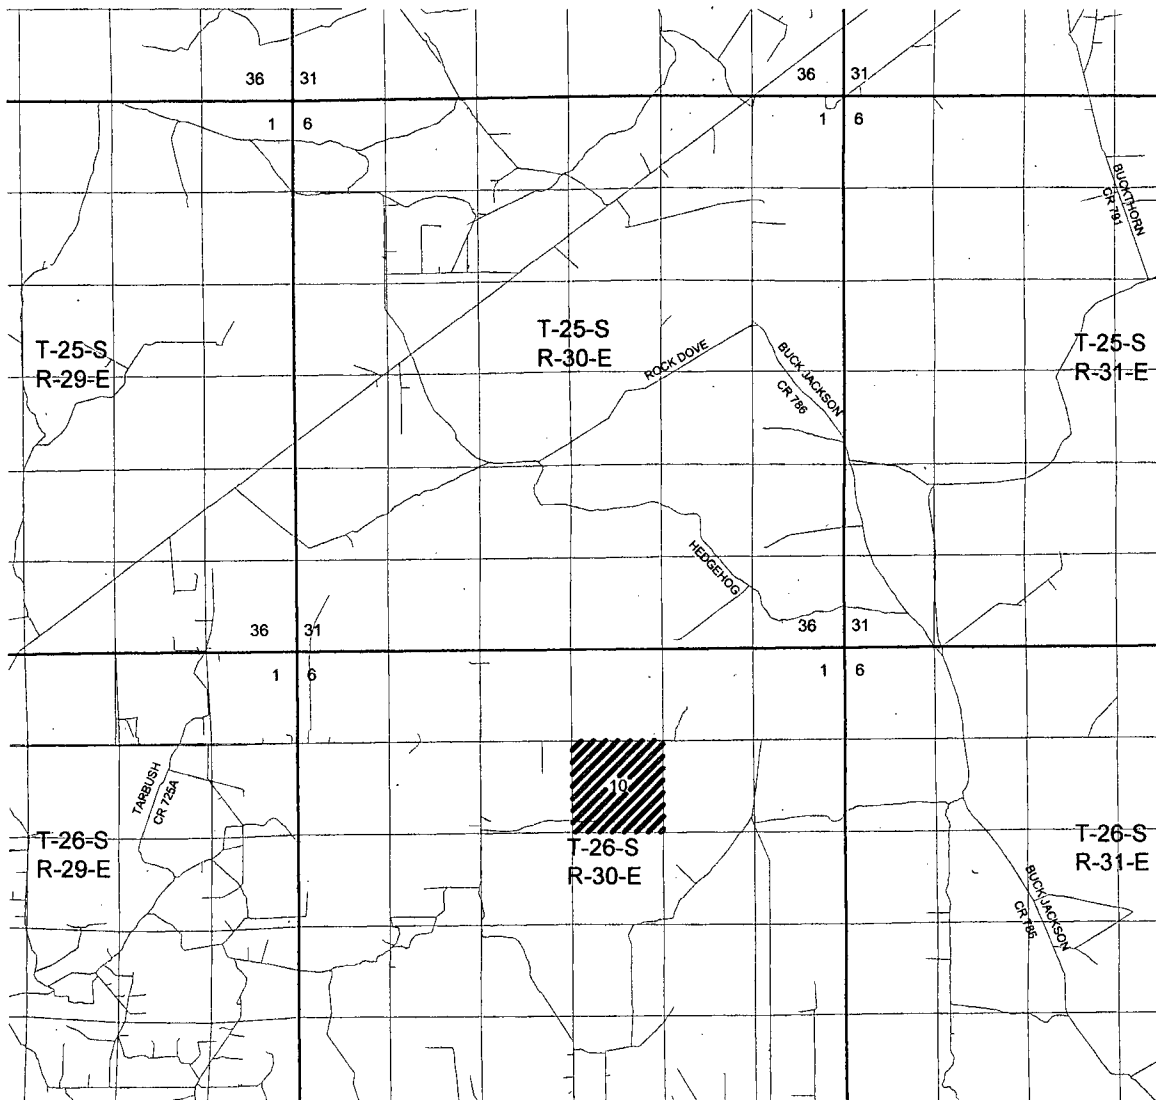 36 31
36 31
1 6
1 6
BUCKTHORN
CR 791
T-25-S
R-29-E
T-25-S
R-30-E
ROCK DOVE
BUCK JACKSON
CR 786
T-25-S
R-31-E
HEDGEHOG
36 31
36 31
1 6
1 6
TARBUSH
CR 725A
10
T-26-S
R-29-E
T-26-S
R-30-E
T-26-S
R-31-E
BUCK JACKSON
CR 785